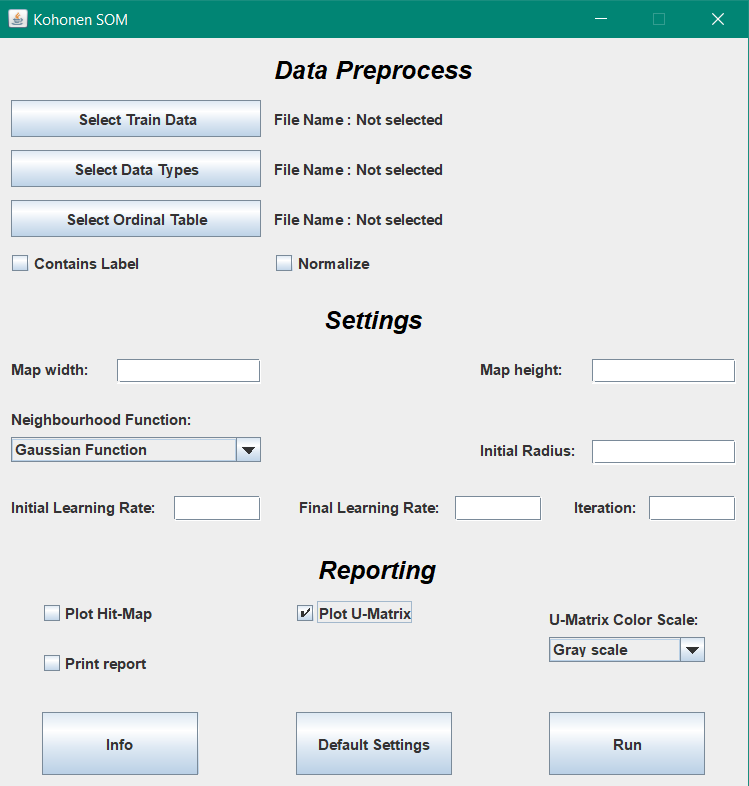 Kohonen SOM
Data Preprocess
Select Train Data File Name : Not selected
Select Data Types File Name : Not selected
Select Ordinal Table File Name : Not selected
Contains Label Normalize
Settings
Map width: Map height:
Neighbourhood Function:
Gaussian Function Initial Radius:
Initial Learning Rate: Final Learning Rate: Iteration:
Reporting
Plot Hit-Map Plot U-Matrix U-Matrix Color Scale:
Print report Gray scale
Info Default Settings Run